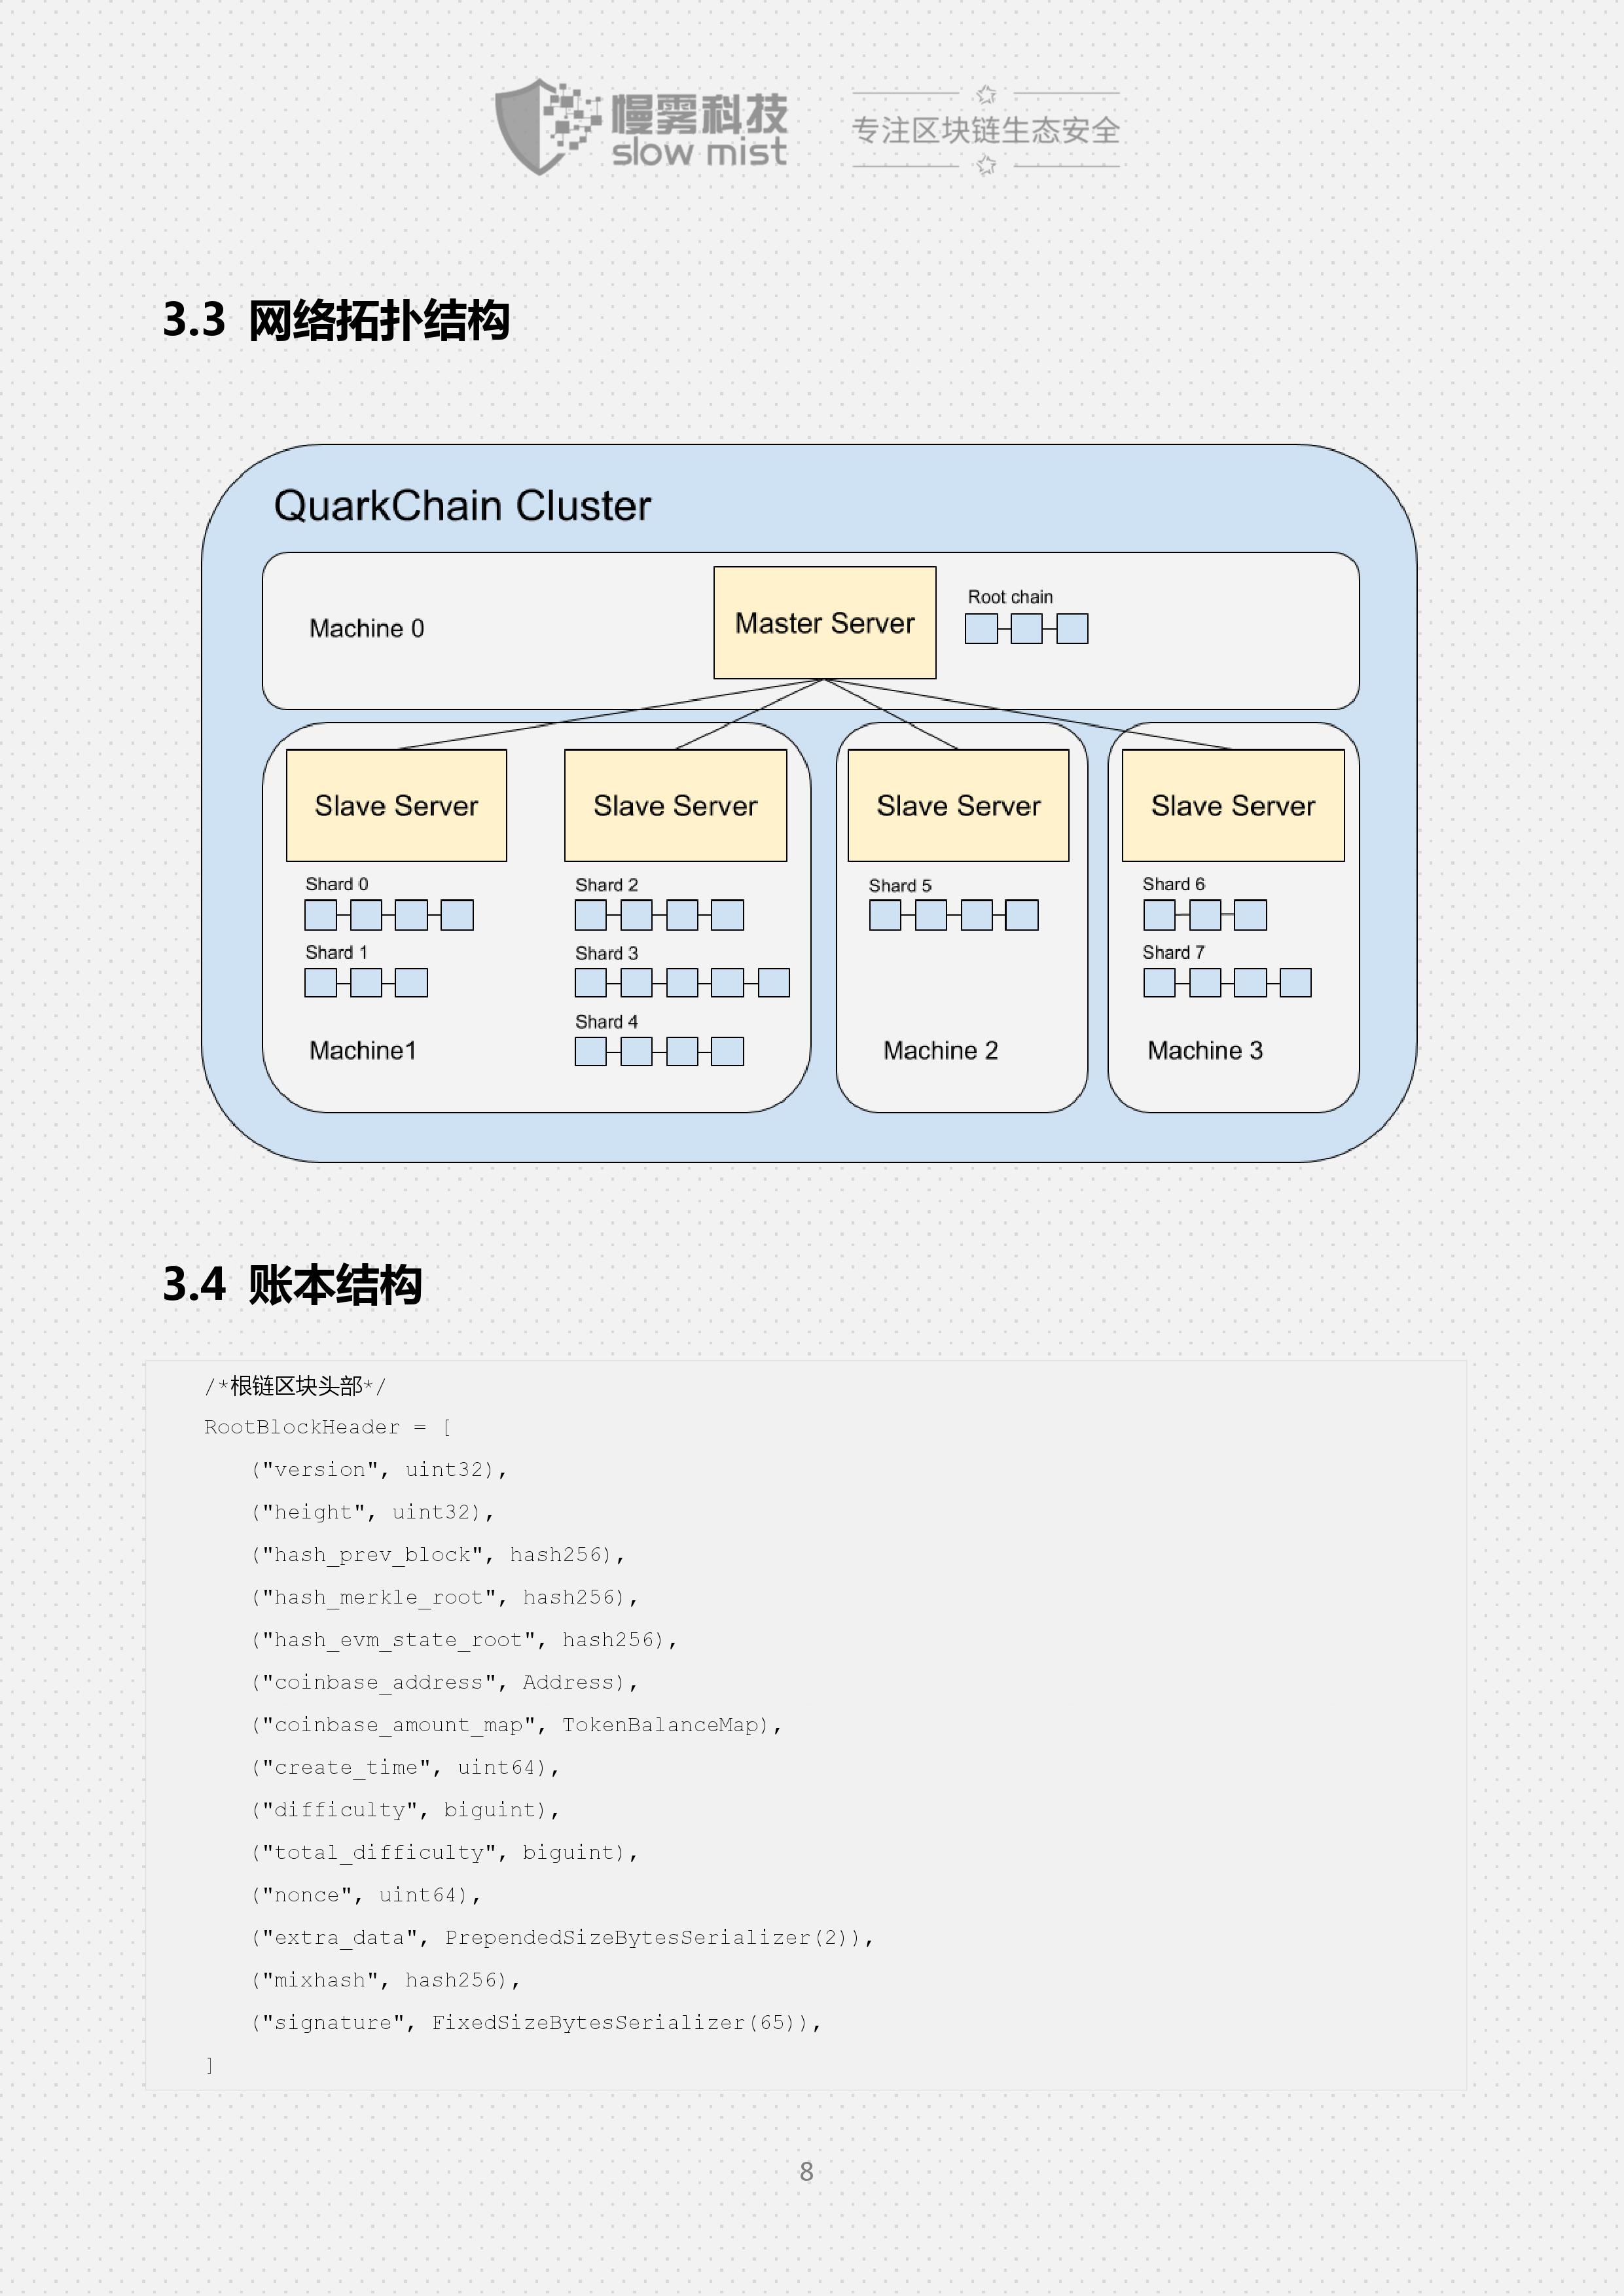 慢雾科技
slow mist
专注区块链生态安全
3.3 网络拓扑结构
QuarkChain Cluster
Machine 0
Master Server
Root chain
Slave Server
Slave Server
Slave Server
Slave Server
Shard 0
Shard 2
Shard 5
Shard 6
Shard 1
Shard 3
Shard 7
Shard 4
Machine1
Machine 2
Machine 3
3.4 账本结构
/*根链区块头部*/
RootBlockHeader = [
("version", uint32),
("height", uint32),
("hash_prev_block", hash256),
("hash_merkle_root", hash256),
("hash_evm_state_root", hash256),
("coinbase_address", Address),
("coinbase_amount_map", TokenBalanceMap),
("create_time", uint64),
("difficulty", biguint),
("total_difficulty", biguint),
("nonce", uint64),
("extra_data", PrependedSizeBytesSerializer(2)),
("mixhash", hash256),
("signature", FixedSizeBytesSerializer(65)),
]
8